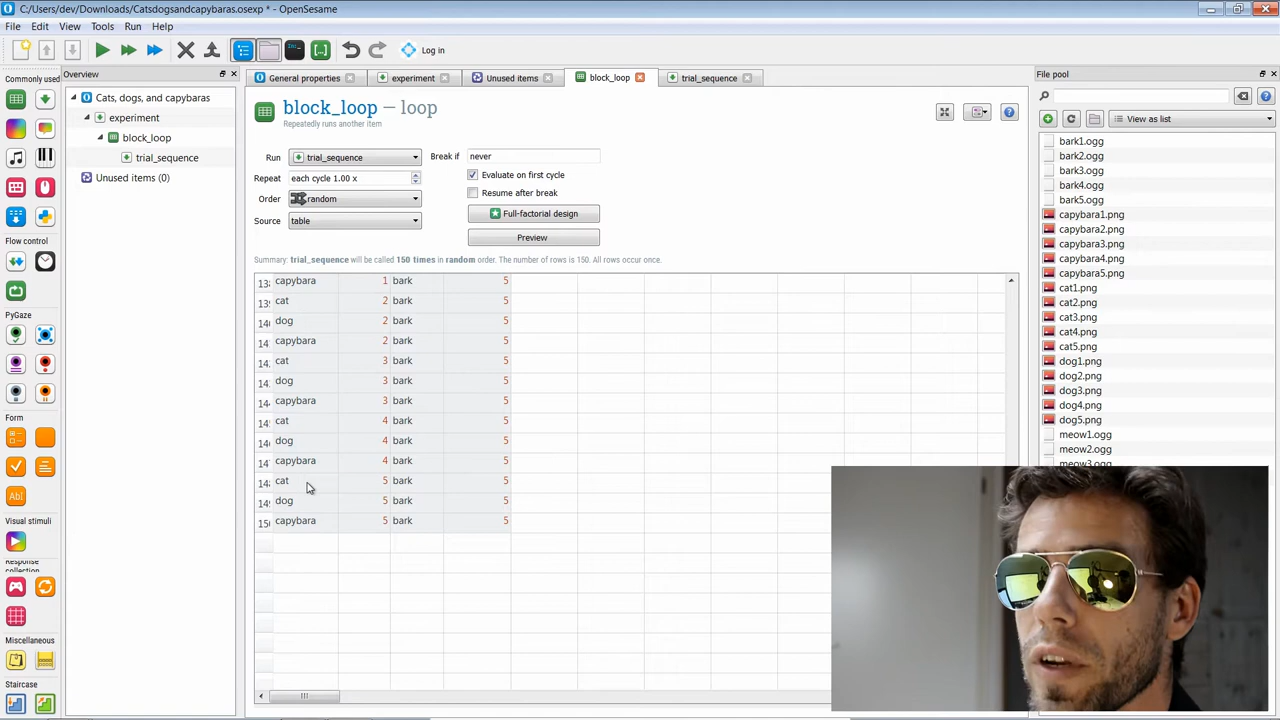 C:/Users/dev/Downloads/Catsdogsandcapybaras.osexp * - OpenSesame
File Edit View Tools Run Help
Log in
Commonly used
Flow control
PyGaze
Form
Visual stimuli
Response
collection
Miscellaneous
Staircase
Overview
Cats, dogs, and capybaras
experiment
block_loop
trial_sequence
Unused items (0)
General properties experiment Unused items block_loop trial_sequence
block_loop – loop
Repeatedly runs another item
Run trial_sequence Break if never
Repeat each cycle 1.00 x Evaluate on first cycle
Order random Resume after break
Source table Full-factorial design
Preview
Summary: trial_sequence will be called 150 times in random order. The number of rows is 150. All rows occur once.
capybara 1 bark 5
cat 2 bark 5
dog 2 bark 5
capybara 2 bark 5
cat 3 bark 5
dog 3 bark 5
capybara 3 bark 5
cat 4 bark 5
dog 4 bark 5
capybara 4 bark 5
cat 5 bark 5
dog 5 bark 5
capybara 5 bark 5
File pool
View as list
bark1.ogg
bark2.ogg
bark3.ogg
bark4.ogg
bark5.ogg
capybara1.png
capybara2.png
capybara3.png
capybara4.png
capybara5.png
cat1.png
cat2.png
cat3.png
cat4.png
cat5.png
dog1.png
dog2.png
dog3.png
dog4.png
dog5.png
meow1.ogg
meow2.ogg
meow3.ogg